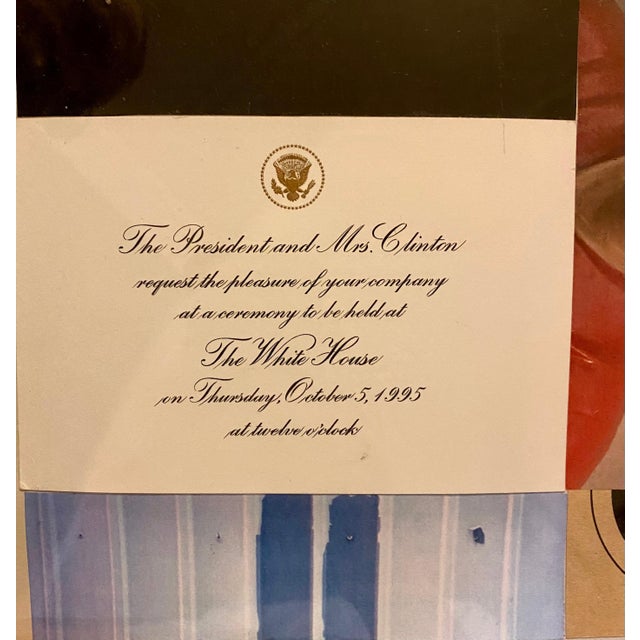 The President and Mrs. Clinton
request the pleasure of your company
at a ceremony to be held at
The White House
on Thursday, October 5, 1995
at twelve o'clock